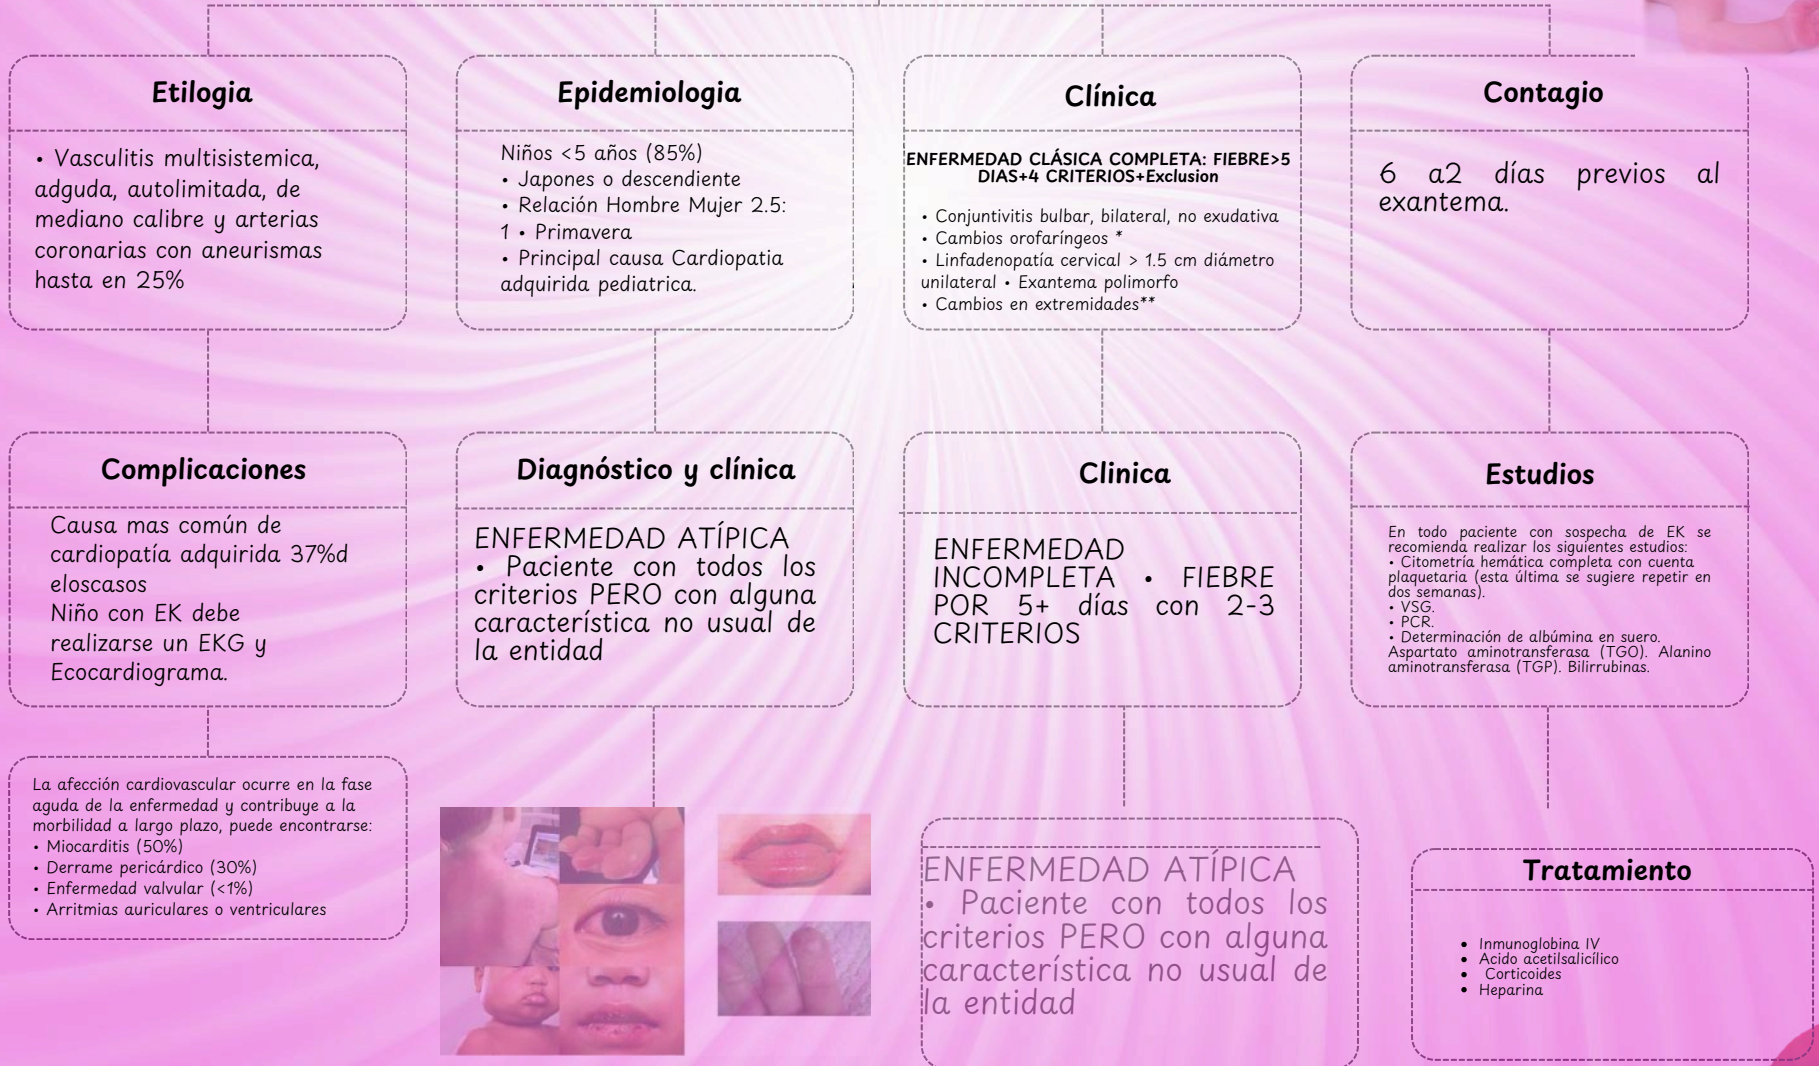 Etilogia
• Vasculitis multisistemica,
adguda, autolimitada, de
mediano calibre y arterias
coronarias con aneurismas
hasta en 25%
Epidemiologia
Niños <5 años (85%)
• Japones o descendiente
• Relación Hombre Mujer 2.5:
1 • Primavera
• Principal causa Cardiopatia
adquirida pediatrica.
Clínica
ENFERMEDAD CLÁSICA COMPLETA: FIEBRE>5
DIAS+4 CRITERIOS+Exclusion
• Conjuntivitis bulbar, bilateral, no exudativa
• Cambios orofaríngeos *
• Linfadenopatía cervical > 1.5 cm diámetro
unilateral • Exantema polimorfo
• Cambios en extremidades**
Contagio
6 a2 días previos al
exantema.
Complicaciones
Causa mas común de
cardiopatía adquirida 37%d
eloscasos
Niño con EK debe
realizarse un EKG y
Ecocardiograma.
Diagnóstico y clínica
ENFERMEDAD ATÍPICA
• Paciente con todos los
criterios PERO con alguna
característica no usual de
la entidad
Clinica
ENFERMEDAD
INCOMPLETA • FIEBRE
POR 5+ días con 2-3
CRITERIOS
Estudios
En todo paciente con sospecha de EK se
recomienda realizar los siguientes estudios:
• Citometría hemática completa con cuenta
plaquetaria (esta última se sugiere repetir en
dos semanas).
• VSG.
• PCR.
• Determinación de albúmina en suero.
Aspartato aminotransferasa (TGO). Alanino
aminotransferasa (TGP). Bilirrubinas.
La afección cardiovascular ocurre en la fase
aguda de la enfermedad y contribuye a la
morbilidad a largo plazo, puede encontrarse:
• Miocarditis (50%)
• Derrame pericárdico (30%)
• Enfermedad valvular (<1%)
• Arritmias auriculares o ventriculares
ENFERMEDAD ATÍPICA
• Paciente con todos los
criterios PERO con alguna
característica no usual de
la entidad
Tratamiento
• Inmunoglobina IV
• Acido acetilsalicílico
• Corticoides
• Heparina